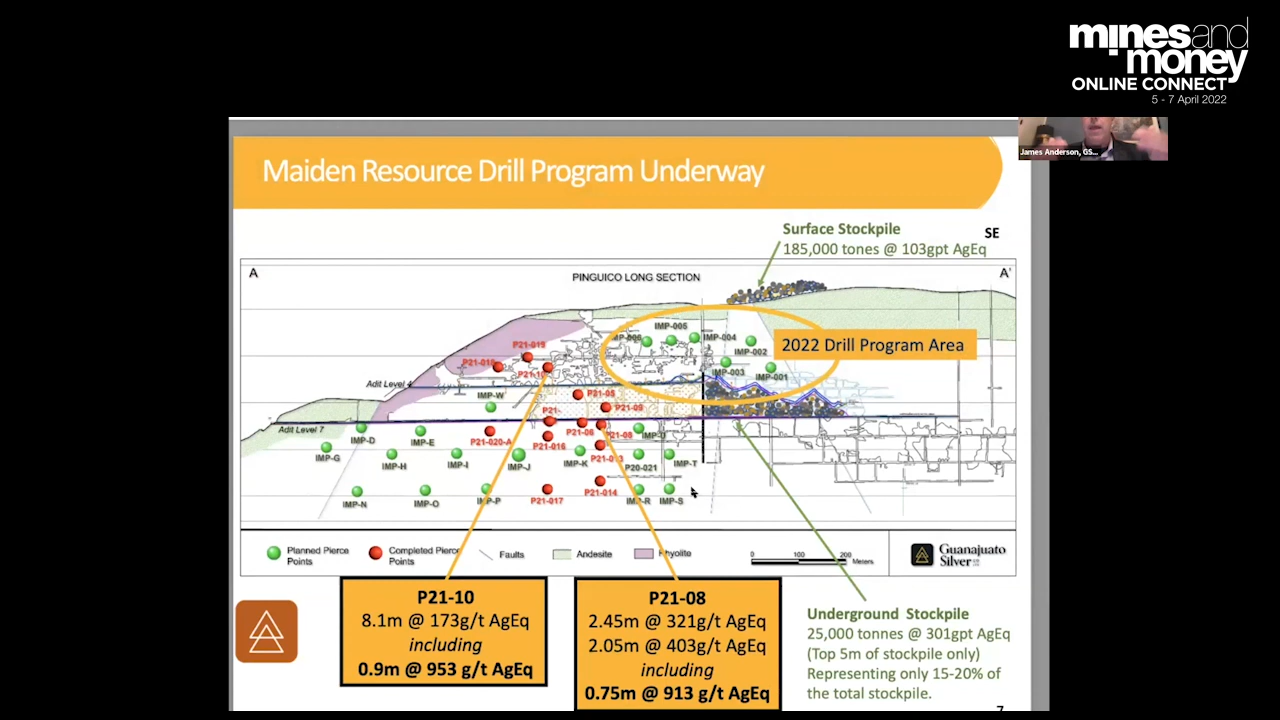 mines and
money
ONLINE CONNECT
5 - 7 April 2022
James Anderson, GS...
Maiden Resource Drill Program Underway
Surface Stockpile
185,000 tones @ 103gpt AgEq
SE
A
PINGUICO LONG SECTION
A'
IMP-005
IMP-006
IMP-004
IMP-002
2022 Drill Program Area
P21-019
P21-018
P21-10
IMP-003
IMP-001
Adit Level 4
IMP-W
P21-05
P21-09
P21-
Adit Level 7
IMP-D
IMP-E
P21-020-A
P21-06
P21-08
IMP-U
P21-016
IMP-G
IMP-H
IMP-I
IMP-J
IMP-K
P21-013
P20-021
IMP-T
IMP-N
IMP-O
IMP-P
P21-017
P21-014
IMP-R
IMP-S
Planned Pierce
Points
Completed Pierce
Points
Faults
Andesite
Rhyolite
0 100 200
Meters
Guanajuato
Silver
P21-10
8.1m @ 173g/t AgEq
including
0.9m @ 953 g/t AgEq
P21-08
2.45m @ 321g/t AgEq
2.05m @ 403g/t AgEq
including
0.75m @ 913 g/t AgEq
Underground Stockpile
25,000 tonnes @ 301gpt AgEq
(Top 5m of stockpile only)
Representing only 15-20% of
the total stockpile.
7